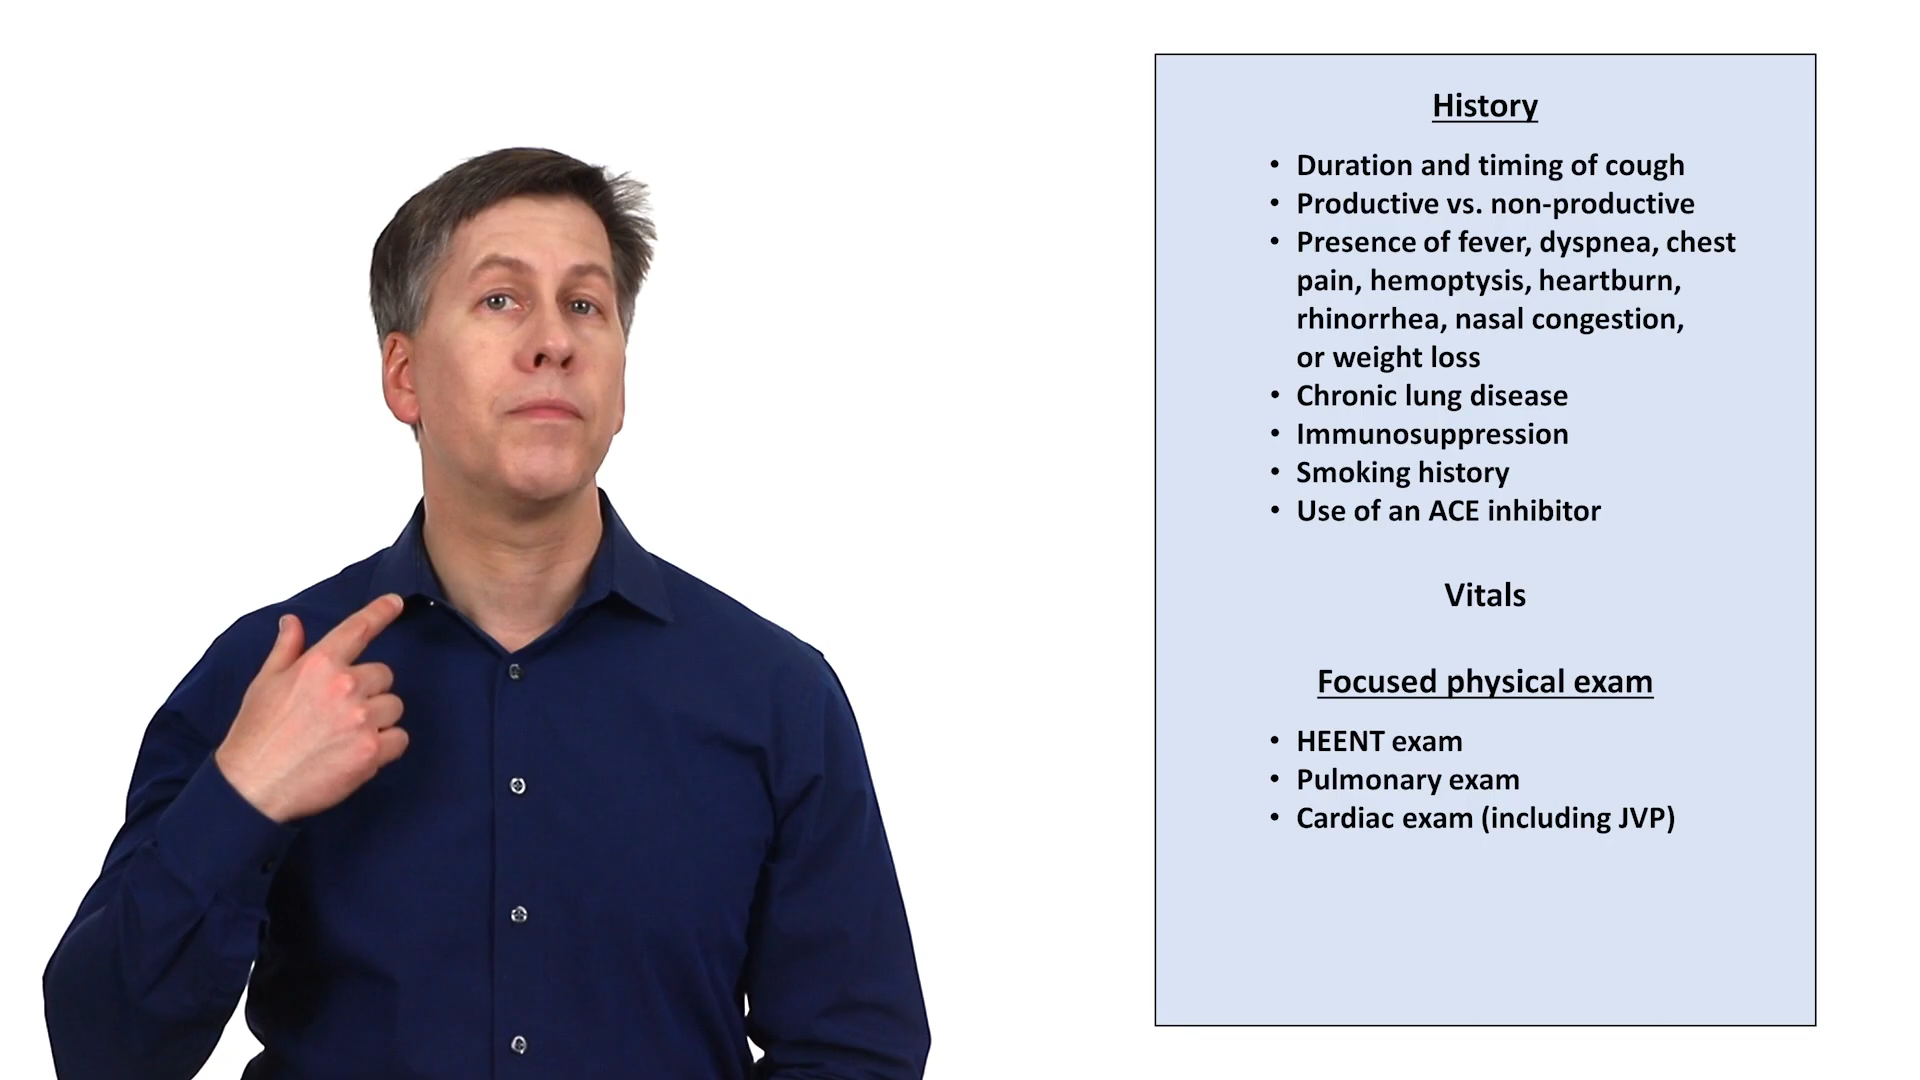 History
• Duration and timing of cough
• Productive vs. non-productive
• Presence of fever, dyspnea, chest
pain, hemoptysis, heartburn,
rhinorrhea, nasal congestion,
or weight loss
• Chronic lung disease
• Immunosuppression
• Smoking history
• Use of an ACE inhibitor
Vitals
Focused physical exam
• HEENT exam
• Pulmonary exam
• Cardiac exam (including JVP)